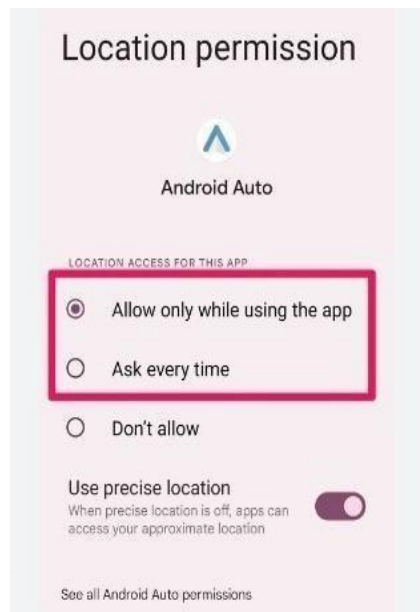 Location permission
Android Auto
LOCATION ACCESS FOR THIS APP
Allow only while using the app
Ask every time
Don't allow
Use precise location
When precise location is off, apps can
access your approximate location
See all Android Auto permissions